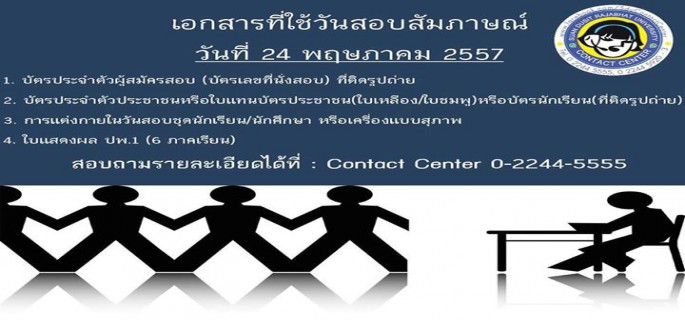 เอกสารที่ใช้วันสอบสัมภาษณ์
วันที่ 24 พฤษภาคม 2557
1. บัตรประจำตัวผู้สมัครสอบ (บัตรเลขที่นั่งสอบ) ที่ติดรูปถ่าย
2. บัตรประจำตัวประชาชนหรือใบแทนบัตรประชาชน(ใบเหลือง/ใบชมพู)หรือบัตรนักเรียน(ที่ติดรูปถ่าย)
3. การแต่งกายในวันสอบชุดนักเรียน/นักศึกษา หรือเครื่องแบบสุภาพ
4. ใบแสดงผล ปพ.1 (6 ภาคเรียน)
สอบถามรายละเอียดได้ที่ : Contact Center 0-2244-5555
SUAN DUSIT RAJABHAT UNIVERSITY
CONTACT CENTER